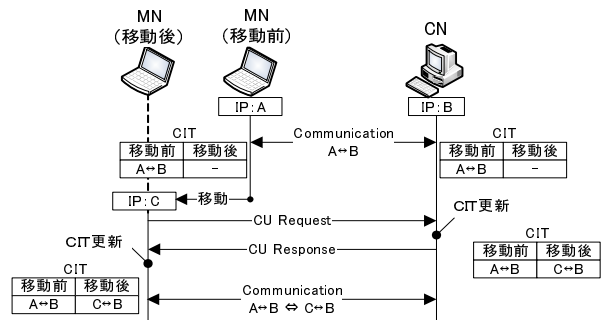 MN
(移動後)
MN
(移動前)
CN
IP:A
IP:B
CIT
移動前 移動後
A↔B -
Communication
A↔B
CIT
移動前 移動後
A↔B -
IP:C
移動
CU Request
CIT更新
CIT更新
CU Response
CIT
移動前 移動後
A↔B C↔B
CIT
移動前 移動後
A↔B C↔B
Communication
A↔B ⇔ C↔B